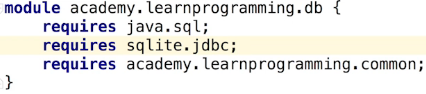 module academy.learnprogramming.db {
    requires java.sql;
    requires sqlite.jdbc;
    requires academy.learnprogramming.common;
}